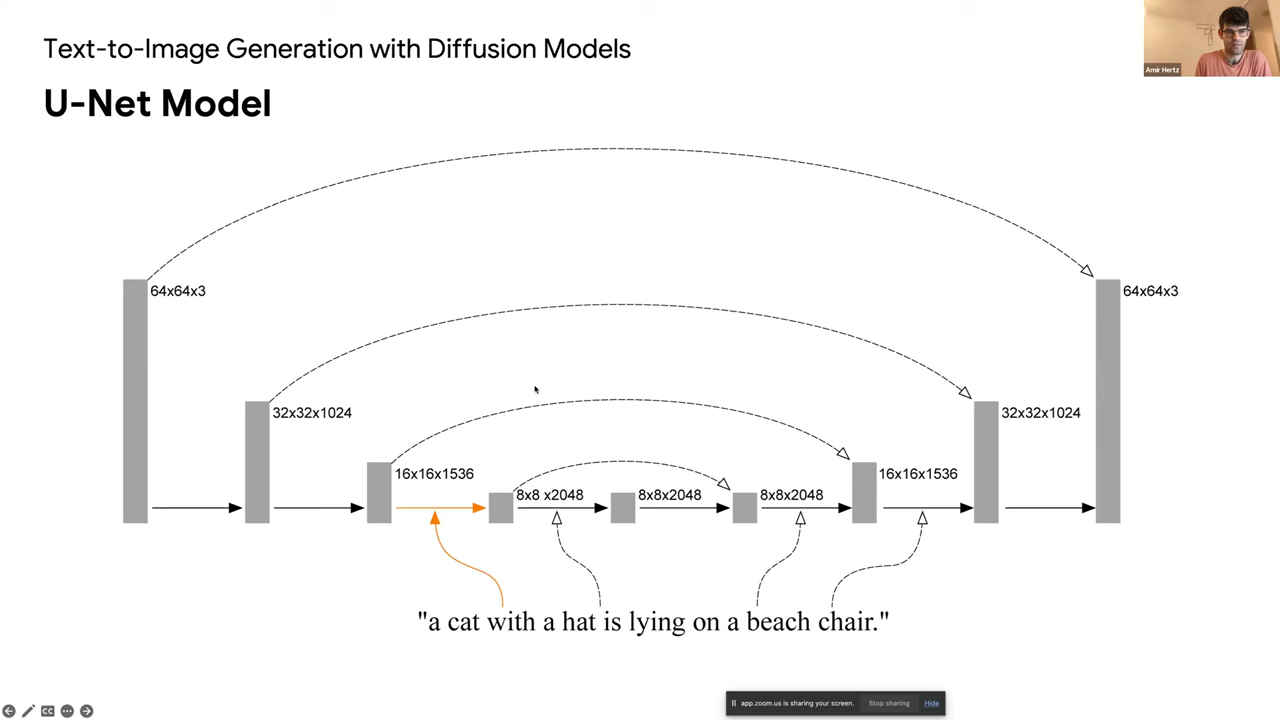 Text-to-Image Generation with Diffusion Models
Amir Hertz
U-Net Model
64x64x3
64x64x3
32x32x1024
32x32x1024
16x16x1536
16x16x1536
8x8 x2048
8x8x2048
8x8x2048
"a cat with a hat is lying on a beach chair."
app.zoom.us is sharing your screen.
Stop sharing
Hide